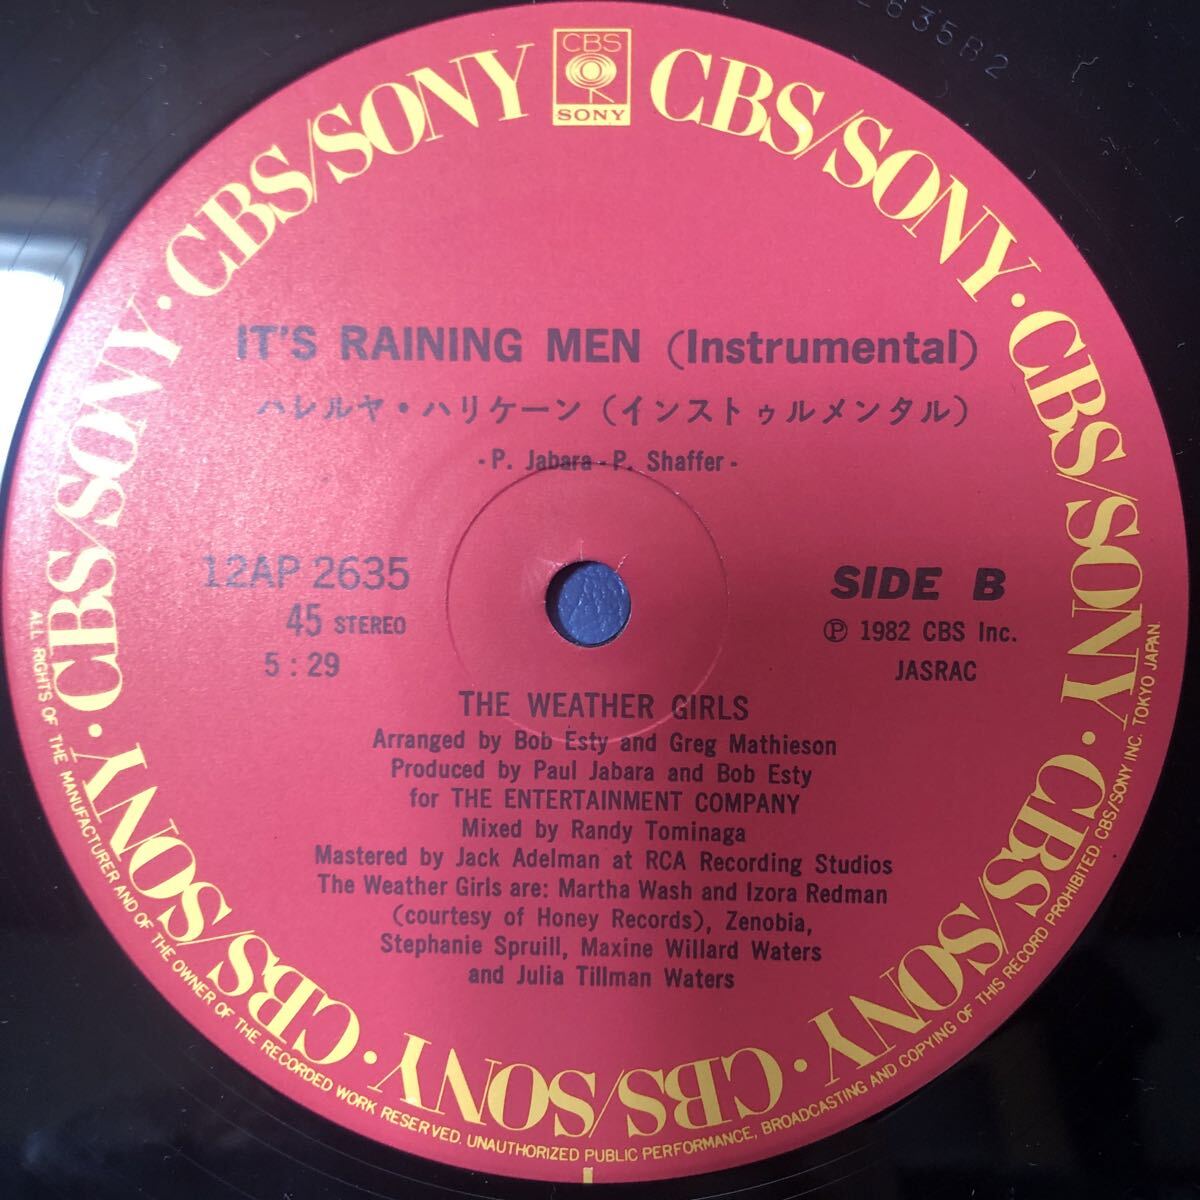 2635B2
CBS
SONY
CBS/SONY · CBS/SONY · CBS/SONY · CBS/SONY · CBS/SONY · CBS/SONY · CBS/SONY · CBS/SONY
IT'S RAINING MEN (Instrumental)
ハレルヤ・ハリケーン（インストゥルメンタル）
-P. Jabara - P. Shaffer-
12AP 2635
45 STEREO
5:29
SIDE B
Ⓟ 1982 CBS Inc.
JASRAC
THE WEATHER GIRLS
Arranged by Bob Esty and Greg Mathieson
Produced by Paul Jabara and Bob Esty
for THE ENTERTAINMENT COMPANY
Mixed by Randy Tominaga
Mastered by Jack Adelman at RCA Recording Studios
The Weather Girls are: Martha Wash and Izora Redman
(courtesy of Honey Records), Zenobia,
Stephanie Spruill, Maxine Willard Waters
and Julia Tillman Waters
ALL RIGHTS OF THE MANUFACTURER AND OF THE OWNER OF THE RECORDED WORK RESERVED. UNAUTHORIZED PUBLIC PERFORMANCE, BROADCASTING AND COPYING OF THIS RECORD PROHIBITED. CBS/SONY INC. TOKYO JAPAN.